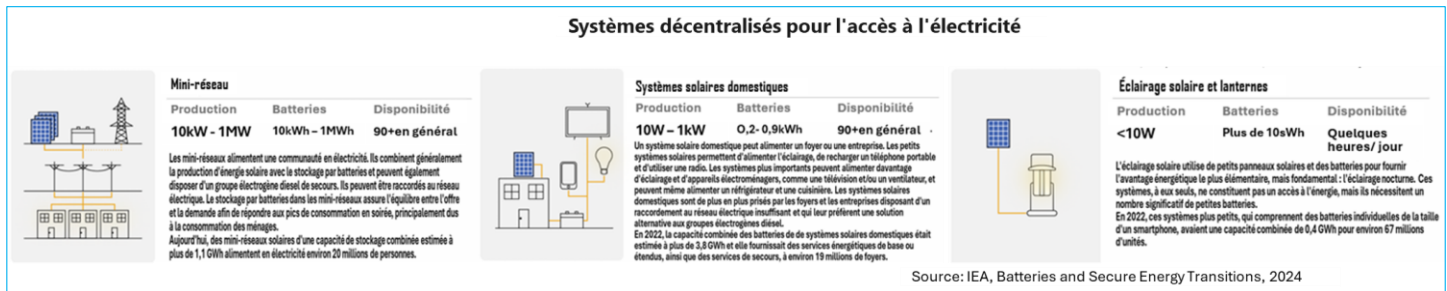 Systèmes décentralisés pour l'accès à l'électricité
Mini-réseau
Production Batteries Disponibilité
10kW - 1MW 10kWh – 1MWh 90+en général
Les mini-réseaux alimentent une communauté en électricité. Ils combinent généralement
la production d'énergie solaire avec le stockage par batteries et peuvent également
disposer d'un groupe électrogène diesel de secours. Ils peuvent être raccordés au réseau
électrique. Le stockage par batteries dans les mini-réseaux assure l'équilibre entre l'offre
et la demande afin de répondre aux pics de consommation en soirée, principalement dus
à la consommation des ménages.
Aujourd'hui, des mini-réseaux solaires d'une capacité de stockage combinée estimée à
plus de 1,1 GWh alimentent en électricité environ 20 millions de personnes.
Systèmes solaires domestiques
Production Batteries Disponibilité
10W – 1kW O,2- 0,9kWh 90+en général .
Un système solaire domestique peut alimenter un foyer ou une entreprise. Les petits
systèmes solaires permettent d'alimenter l'éclairage, de recharger un téléphone portable
et d'utiliser une radio. Les systèmes plus importants peuvent alimenter davantage
d'éclairage et d'appareils électroménagers, comme une télévision et/ou un ventilateur, et
peuvent même alimenter un réfrigérateur et une cuisinière. Les systèmes solaires
domestiques sont de plus en plus prisés par les foyers et les entreprises disposant d'un
raccordement au réseau électrique insuffisant et qui leur préfèrent une solution
alternative aux groupes électrogènes diésel.
En 2022, la capacité combinée des batteries de de systèmes solaires domestiques était
estimée à plus de 3,8 GWh et elle fournissait des services énergétiques de base ou
étendus, ainsi que des services de secours, à environ 19 millions de foyers.
Éclairage solaire et lanternes
Production Batteries Disponibilité
<10W Plus de 10sWh Quelques
heures/ jour
L'éclairage solaire utilise de petits panneaux solaires et des batteries pour fournir
l'avantage énergétique le plus élémentaire, mais fondamental : l'éclairage nocturne. Ces
systèmes, à eux seuls, ne constituent pas un accès à l'énergie, mais ils nécessitent un
nombre significatif de petites batteries.
En 2022, ces systèmes plus petits, qui comprennent des batteries individuelles de la taille
d'un smartphone, avaient une capacité combinée de 0,4 GWh pour environ 67 millions
d'unités.
Source: IEA, Batteries and Secure Energy Transitions, 2024